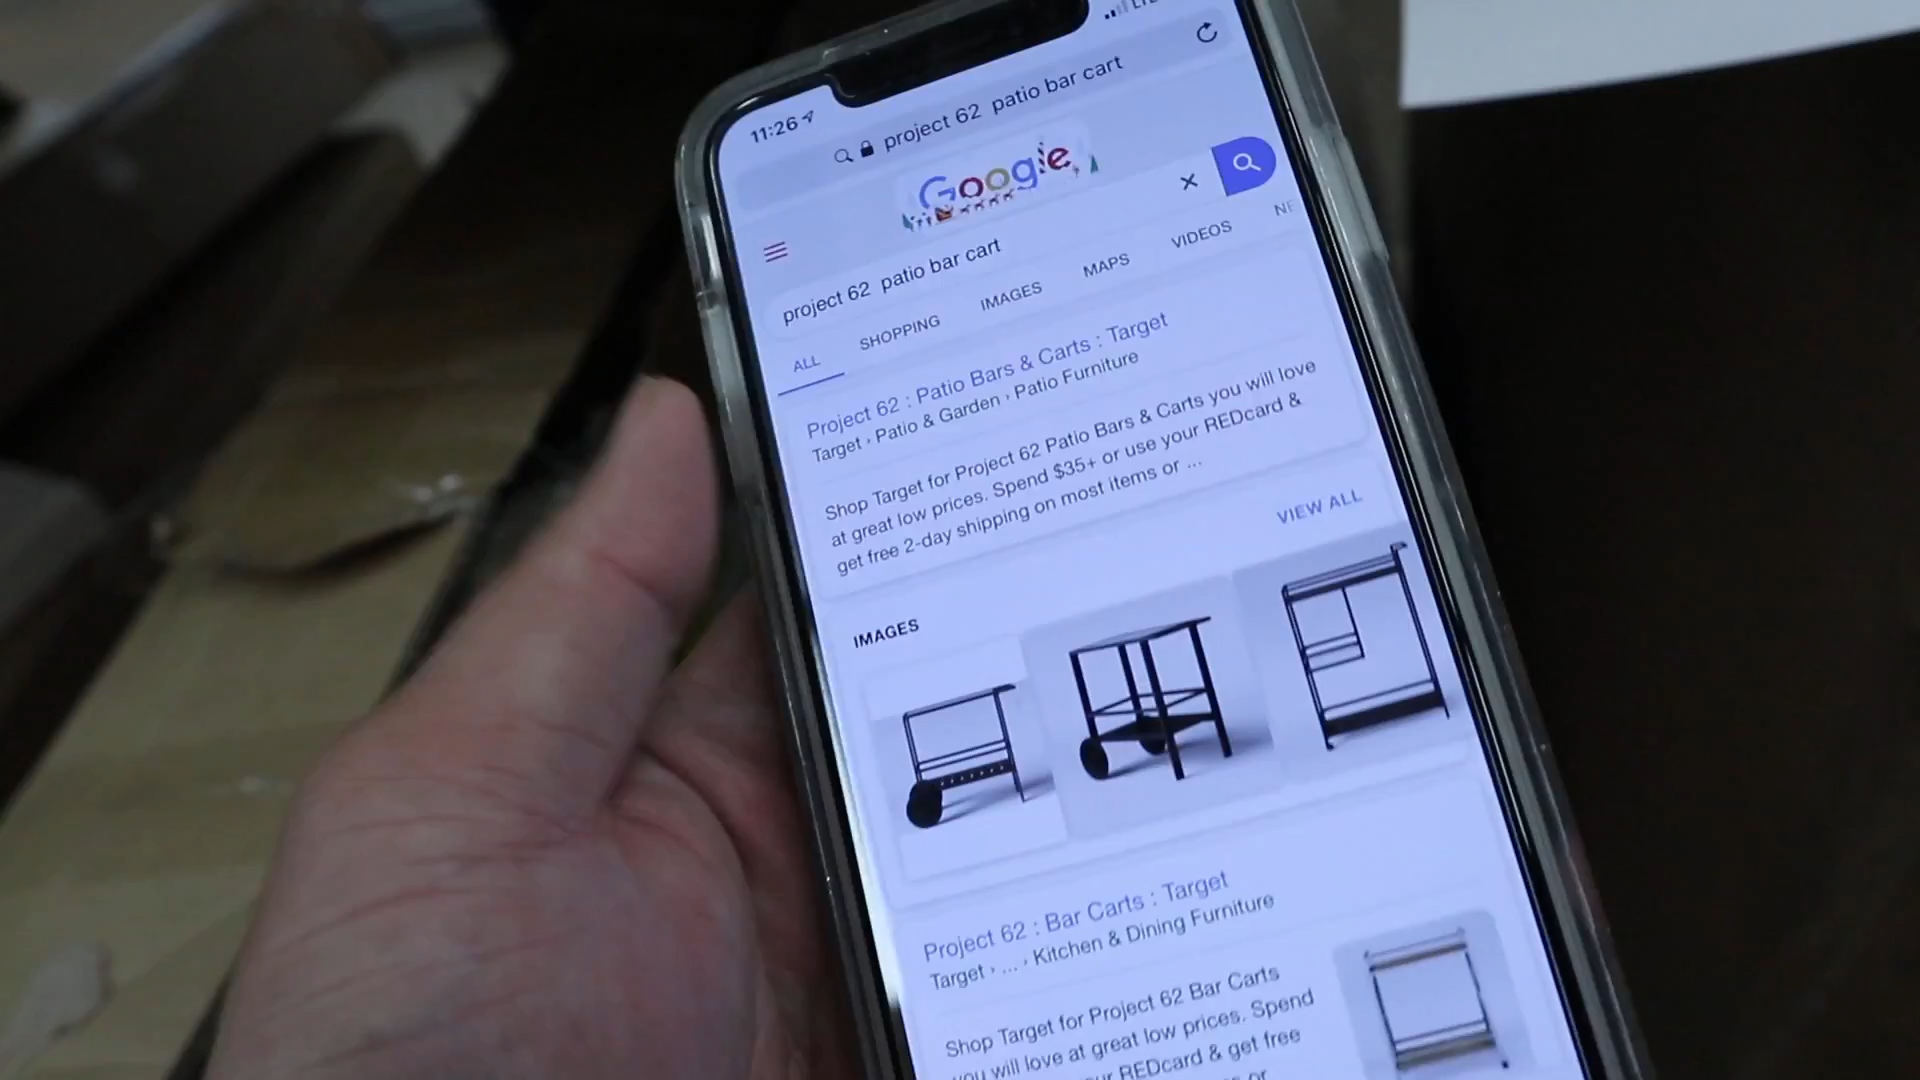 11:26
project 62 patio bar cart
Google
project 62 patio bar cart
ALL SHOPPING IMAGES MAPS VIDEOS NE
Project 62 : Patio Bars & Carts : Target
Target › Patio & Garden › Patio Furniture
Shop Target for Project 62 Patio Bars & Carts you will love
at great low prices. Spend $35+ or use your REDcard &
get free 2-day shipping on most items or ...
VIEW ALL
IMAGES
Project 62 : Bar Carts : Target
Target › ... › Kitchen & Dining Furniture
Shop Target for Project 62 Bar Carts
you will love at great low prices. Spend
REDcard & get free
or